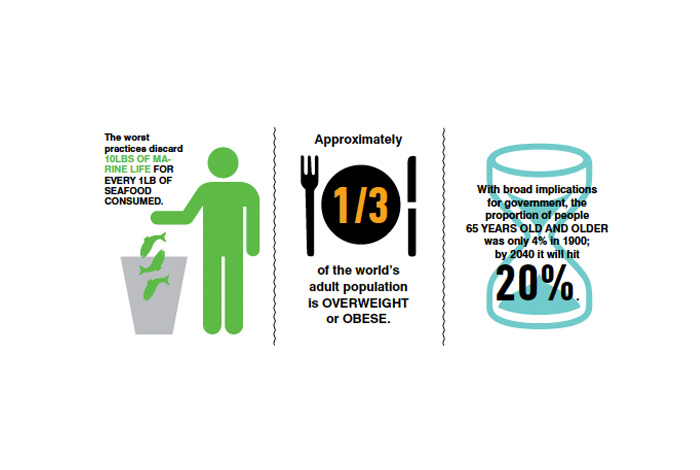 The worst
practices discard
10LBS OF MA-
RINE LIFE FOR
EVERY 1LB OF
SEAFOOD
CONSUMED.
Approximately
1/3
of the world's
adult population
is OVERWEIGHT
or OBESE.
With broad implications
for government, the
proportion of people
65 YEARS OLD AND OLDER
was only 4% in 1900;
by 2040 it will hit
20%.